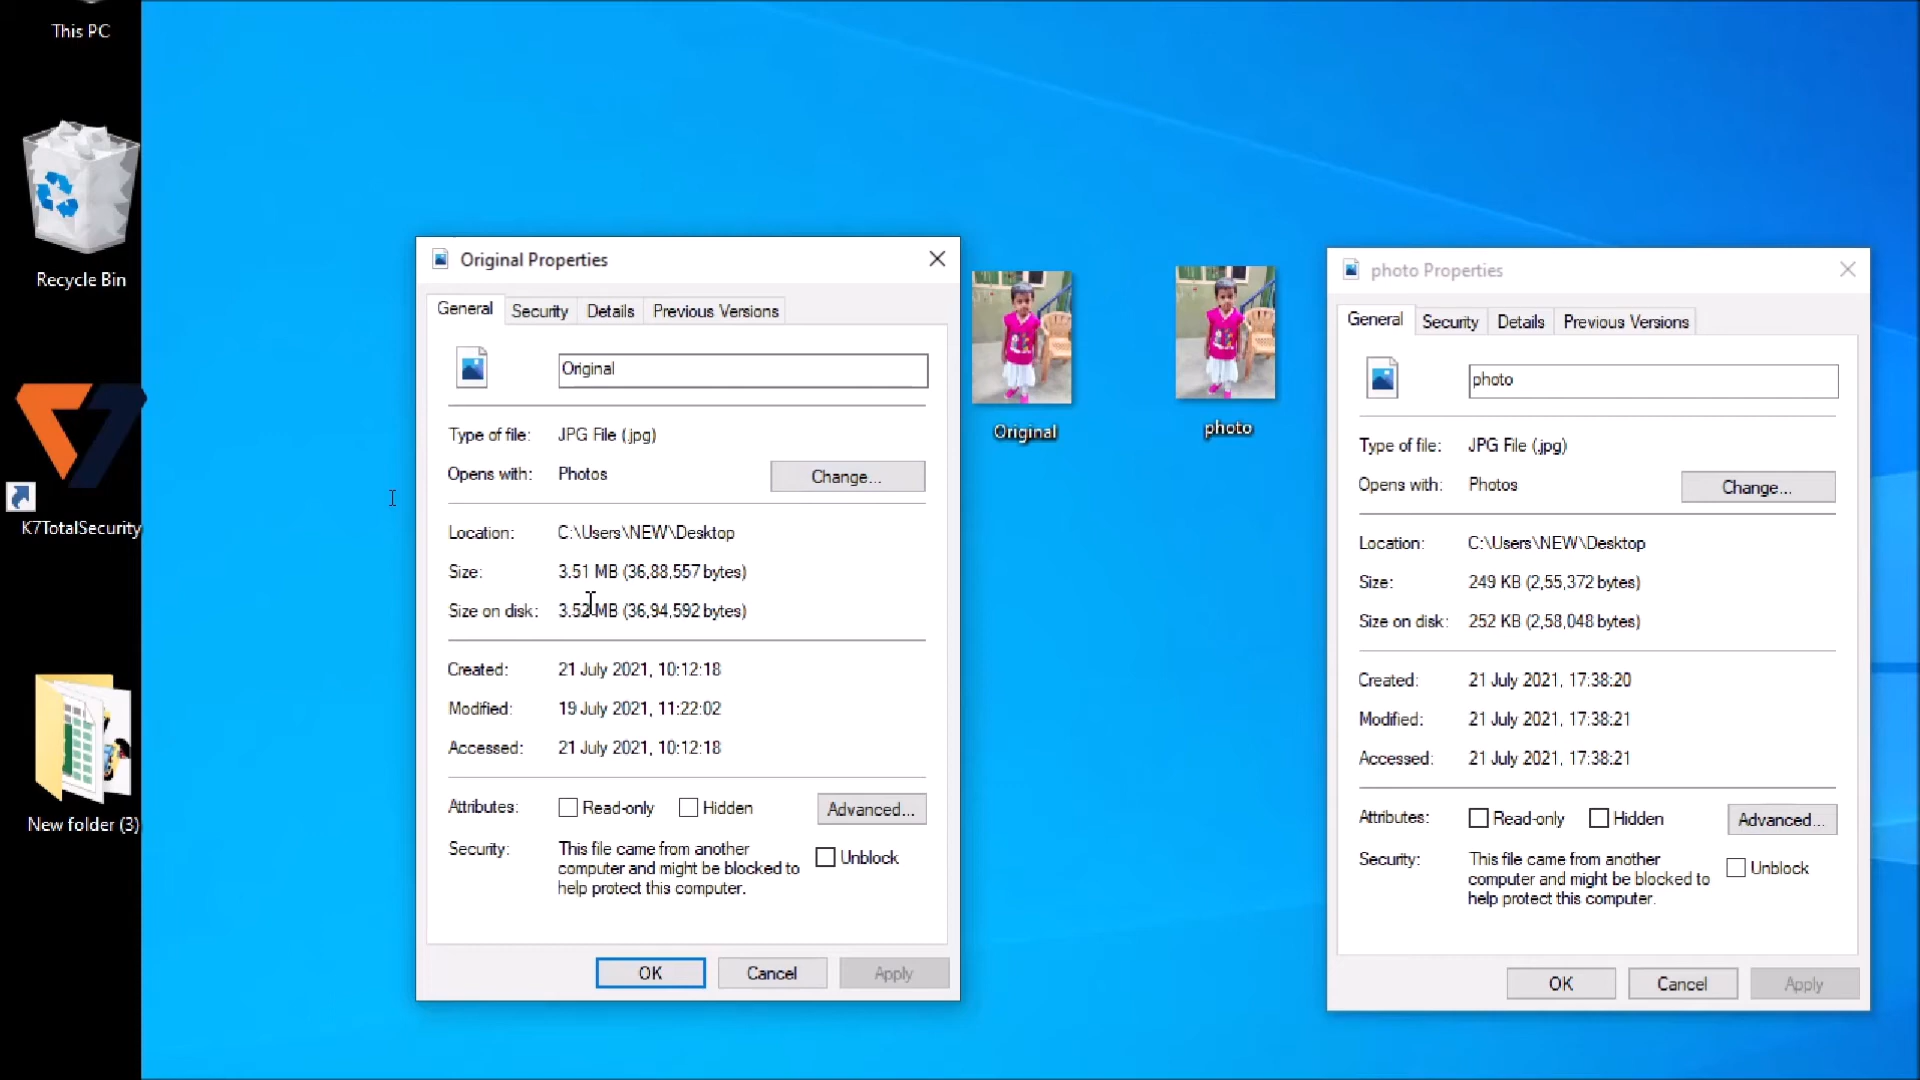 This PC
Recycle Bin
K7TotalSecurity
New folder (3)
Original Properties
General Security Details Previous Versions
Original
Type of file: JPG File (.jpg)
Opens with: Photos Change...
Location: C:\Users\NEW\Desktop
Size: 3.51 MB (36,88,557 bytes)
Size on disk: 3.52 MB (36,94,592 bytes)
Created: 21 July 2021, 10:12:18
Modified: 19 July 2021, 11:22:02
Accessed: 21 July 2021, 10:12:18
Attributes: Read-only Hidden Advanced...
Security: This file came from another
computer and might be blocked to
help protect this computer.
Unblock
OK Cancel Apply
Original
photo
photo Properties
General Security Details Previous Versions
photo
Type of file: JPG File (.jpg)
Opens with: Photos Change...
Location: C:\Users\NEW\Desktop
Size: 249 KB (2,55,372 bytes)
Size on disk: 252 KB (2,58,048 bytes)
Created: 21 July 2021, 17:38:20
Modified: 21 July 2021, 17:38:21
Accessed: 21 July 2021, 17:38:21
Attributes: Read-only Hidden Advanced...
Security: This file came from another
computer and might be blocked to
help protect this computer.
Unblock
OK Cancel Apply